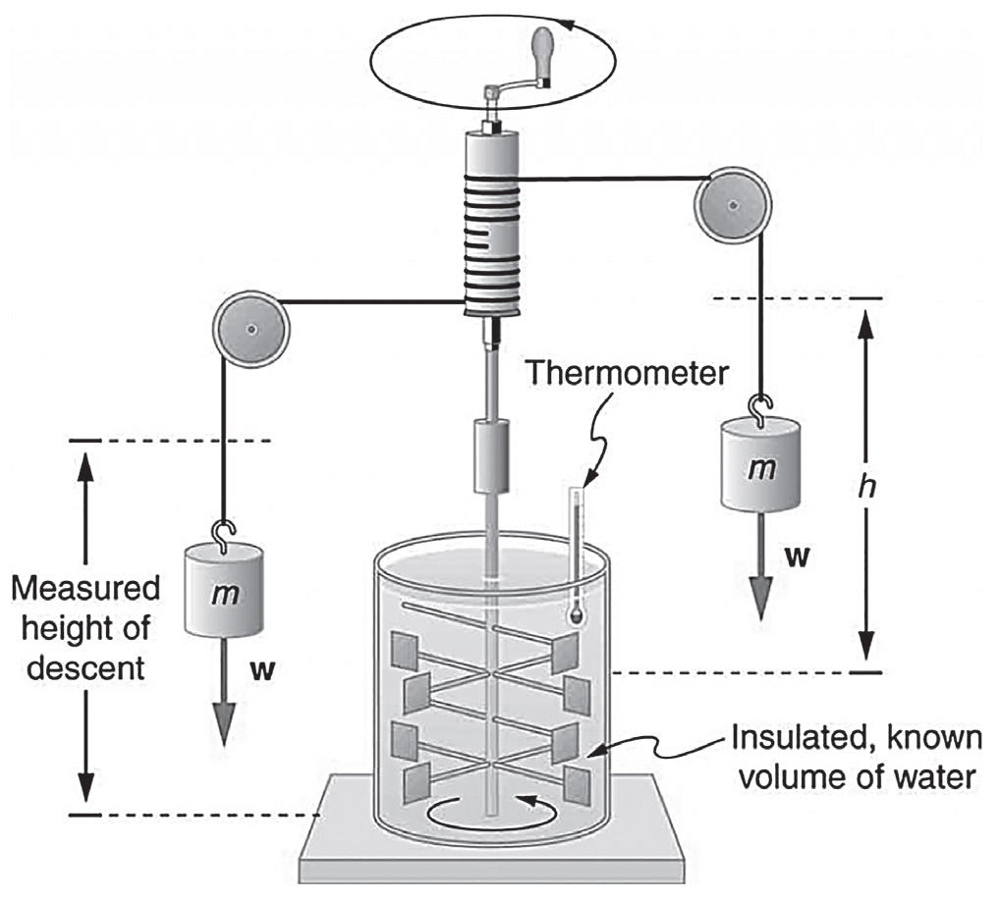 Thermometer
m
h
w
Measured
height of
descent
m
w
Insulated, known
volume of water